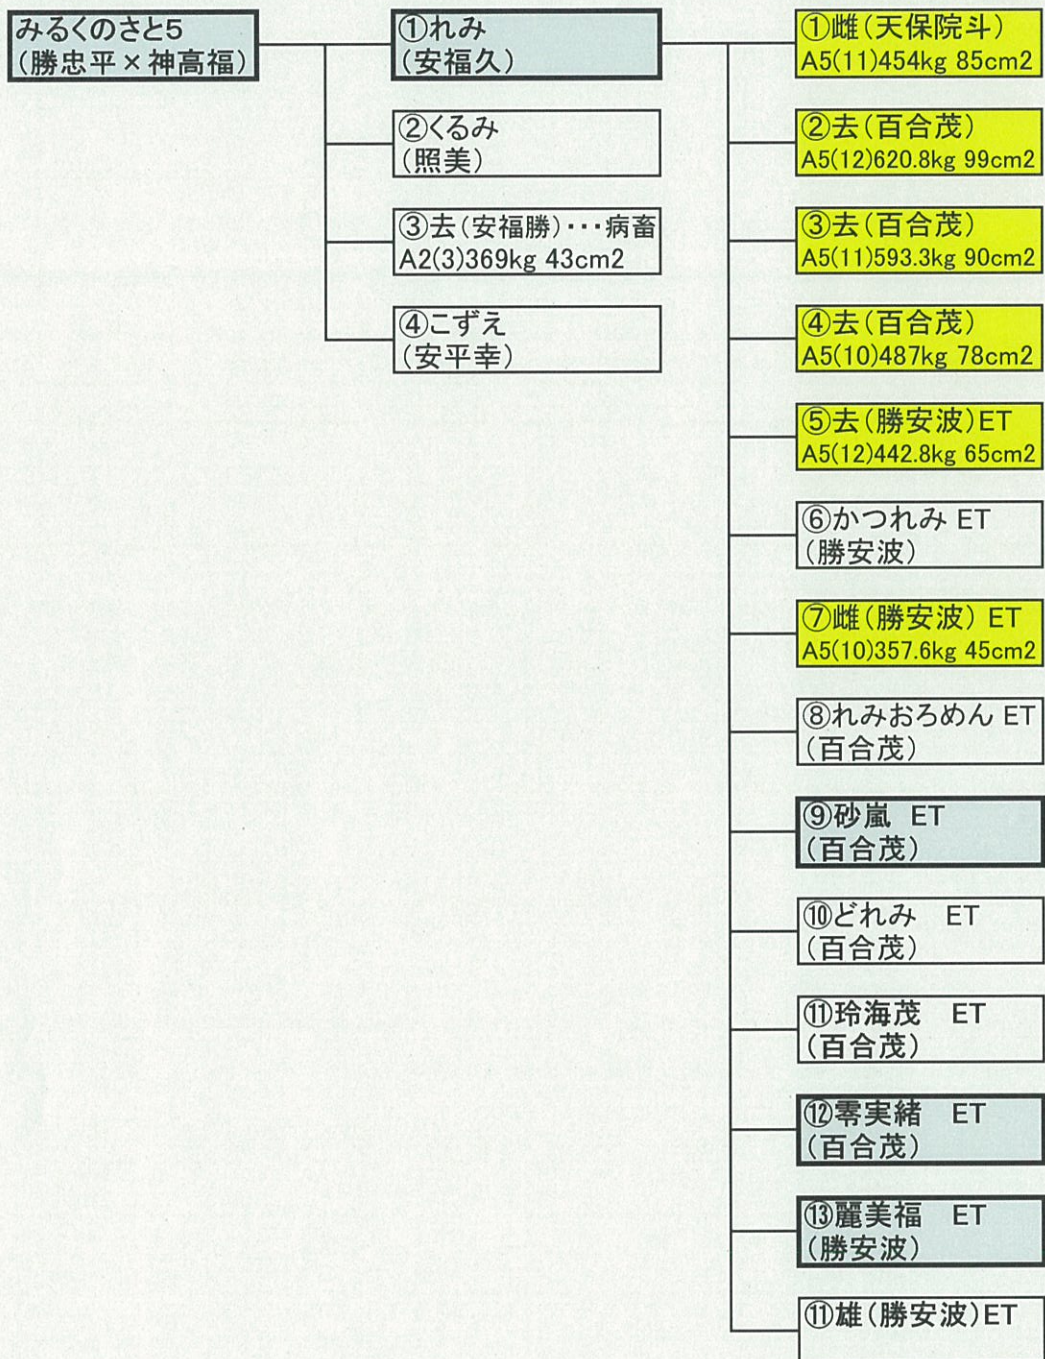 みるくのさと5
(勝忠平×神高福)
①れみ
(安福久)
②くるみ
(照美)
③去(安福勝)・・・病畜
A2(3)369kg 43cm2
④こずえ
(安平幸)
①雌(天保院斗)
A5(11)454kg 85cm2
②去(百合茂)
A5(12)620.8kg 99cm2
③去(百合茂)
A5(11)593.3kg 90cm2
④去(百合茂)
A5(10)487kg 78cm2
⑤去(勝安波)ET
A5(12)442.8kg 65cm2
⑥かつれみ ET
(勝安波)
⑦雌(勝安波) ET
A5(10)357.6kg 45cm2
⑧れみおろめん ET
(百合茂)
⑨砂嵐 ET
(百合茂)
⑩どれみ ET
(百合茂)
⑪玲海茂 ET
(百合茂)
⑫零実緒 ET
(百合茂)
⑬麗美福 ET
(勝安波)
⑪雄(勝安波)ET